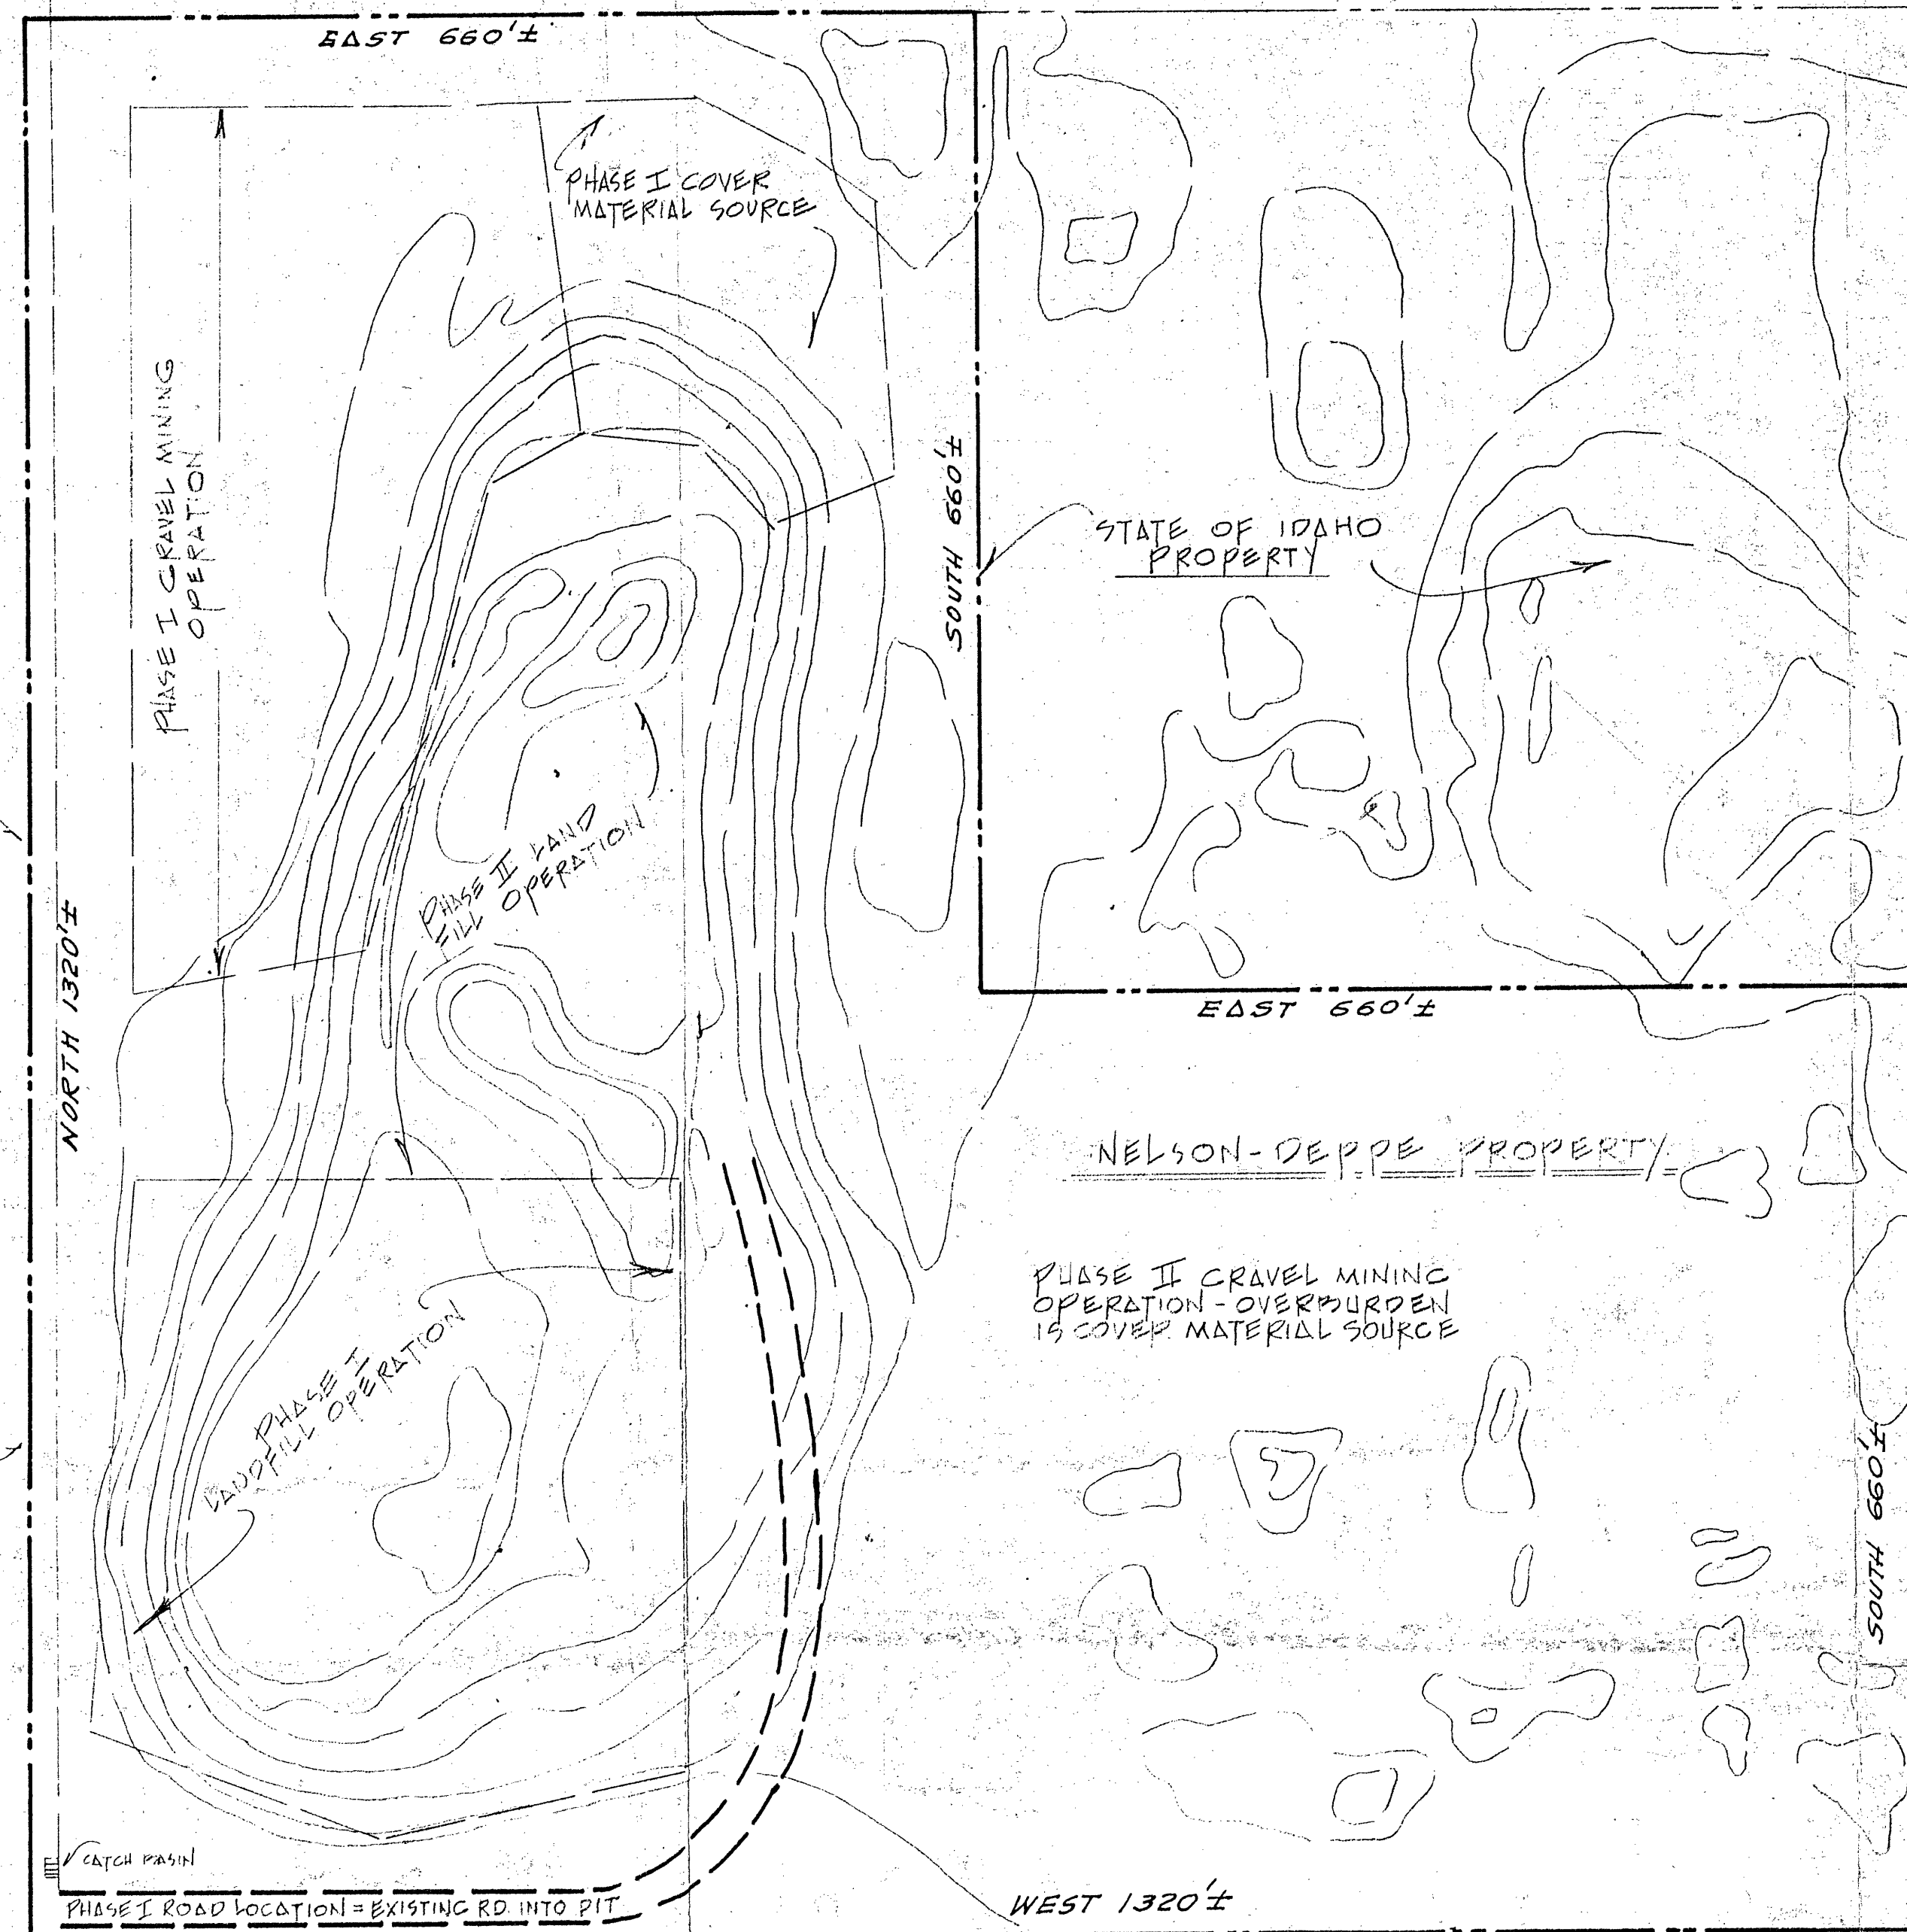 EAST 660'±
PHASE I COVER
MATERIAL SOURCE
PHASE I GRAVEL MINING
OPERATION
SOUTH 660'±
STATE OF IDAHO
PROPERTY
PHASE II LAND
FILL OPERATION
NORTH 1320'±
EAST 660'±
NELSON-DEPPE PROPERTY
PHASE II GRAVEL MINING
OPERATION - OVERBURDEN
IS COVER MATERIAL SOURCE
PHASE I
LANDFILL OPERATION
SOUTH 660'±
CATCH BASIN
PHASE I ROAD LOCATION = EXISTING RD. INTO PIT
WEST 1320'±